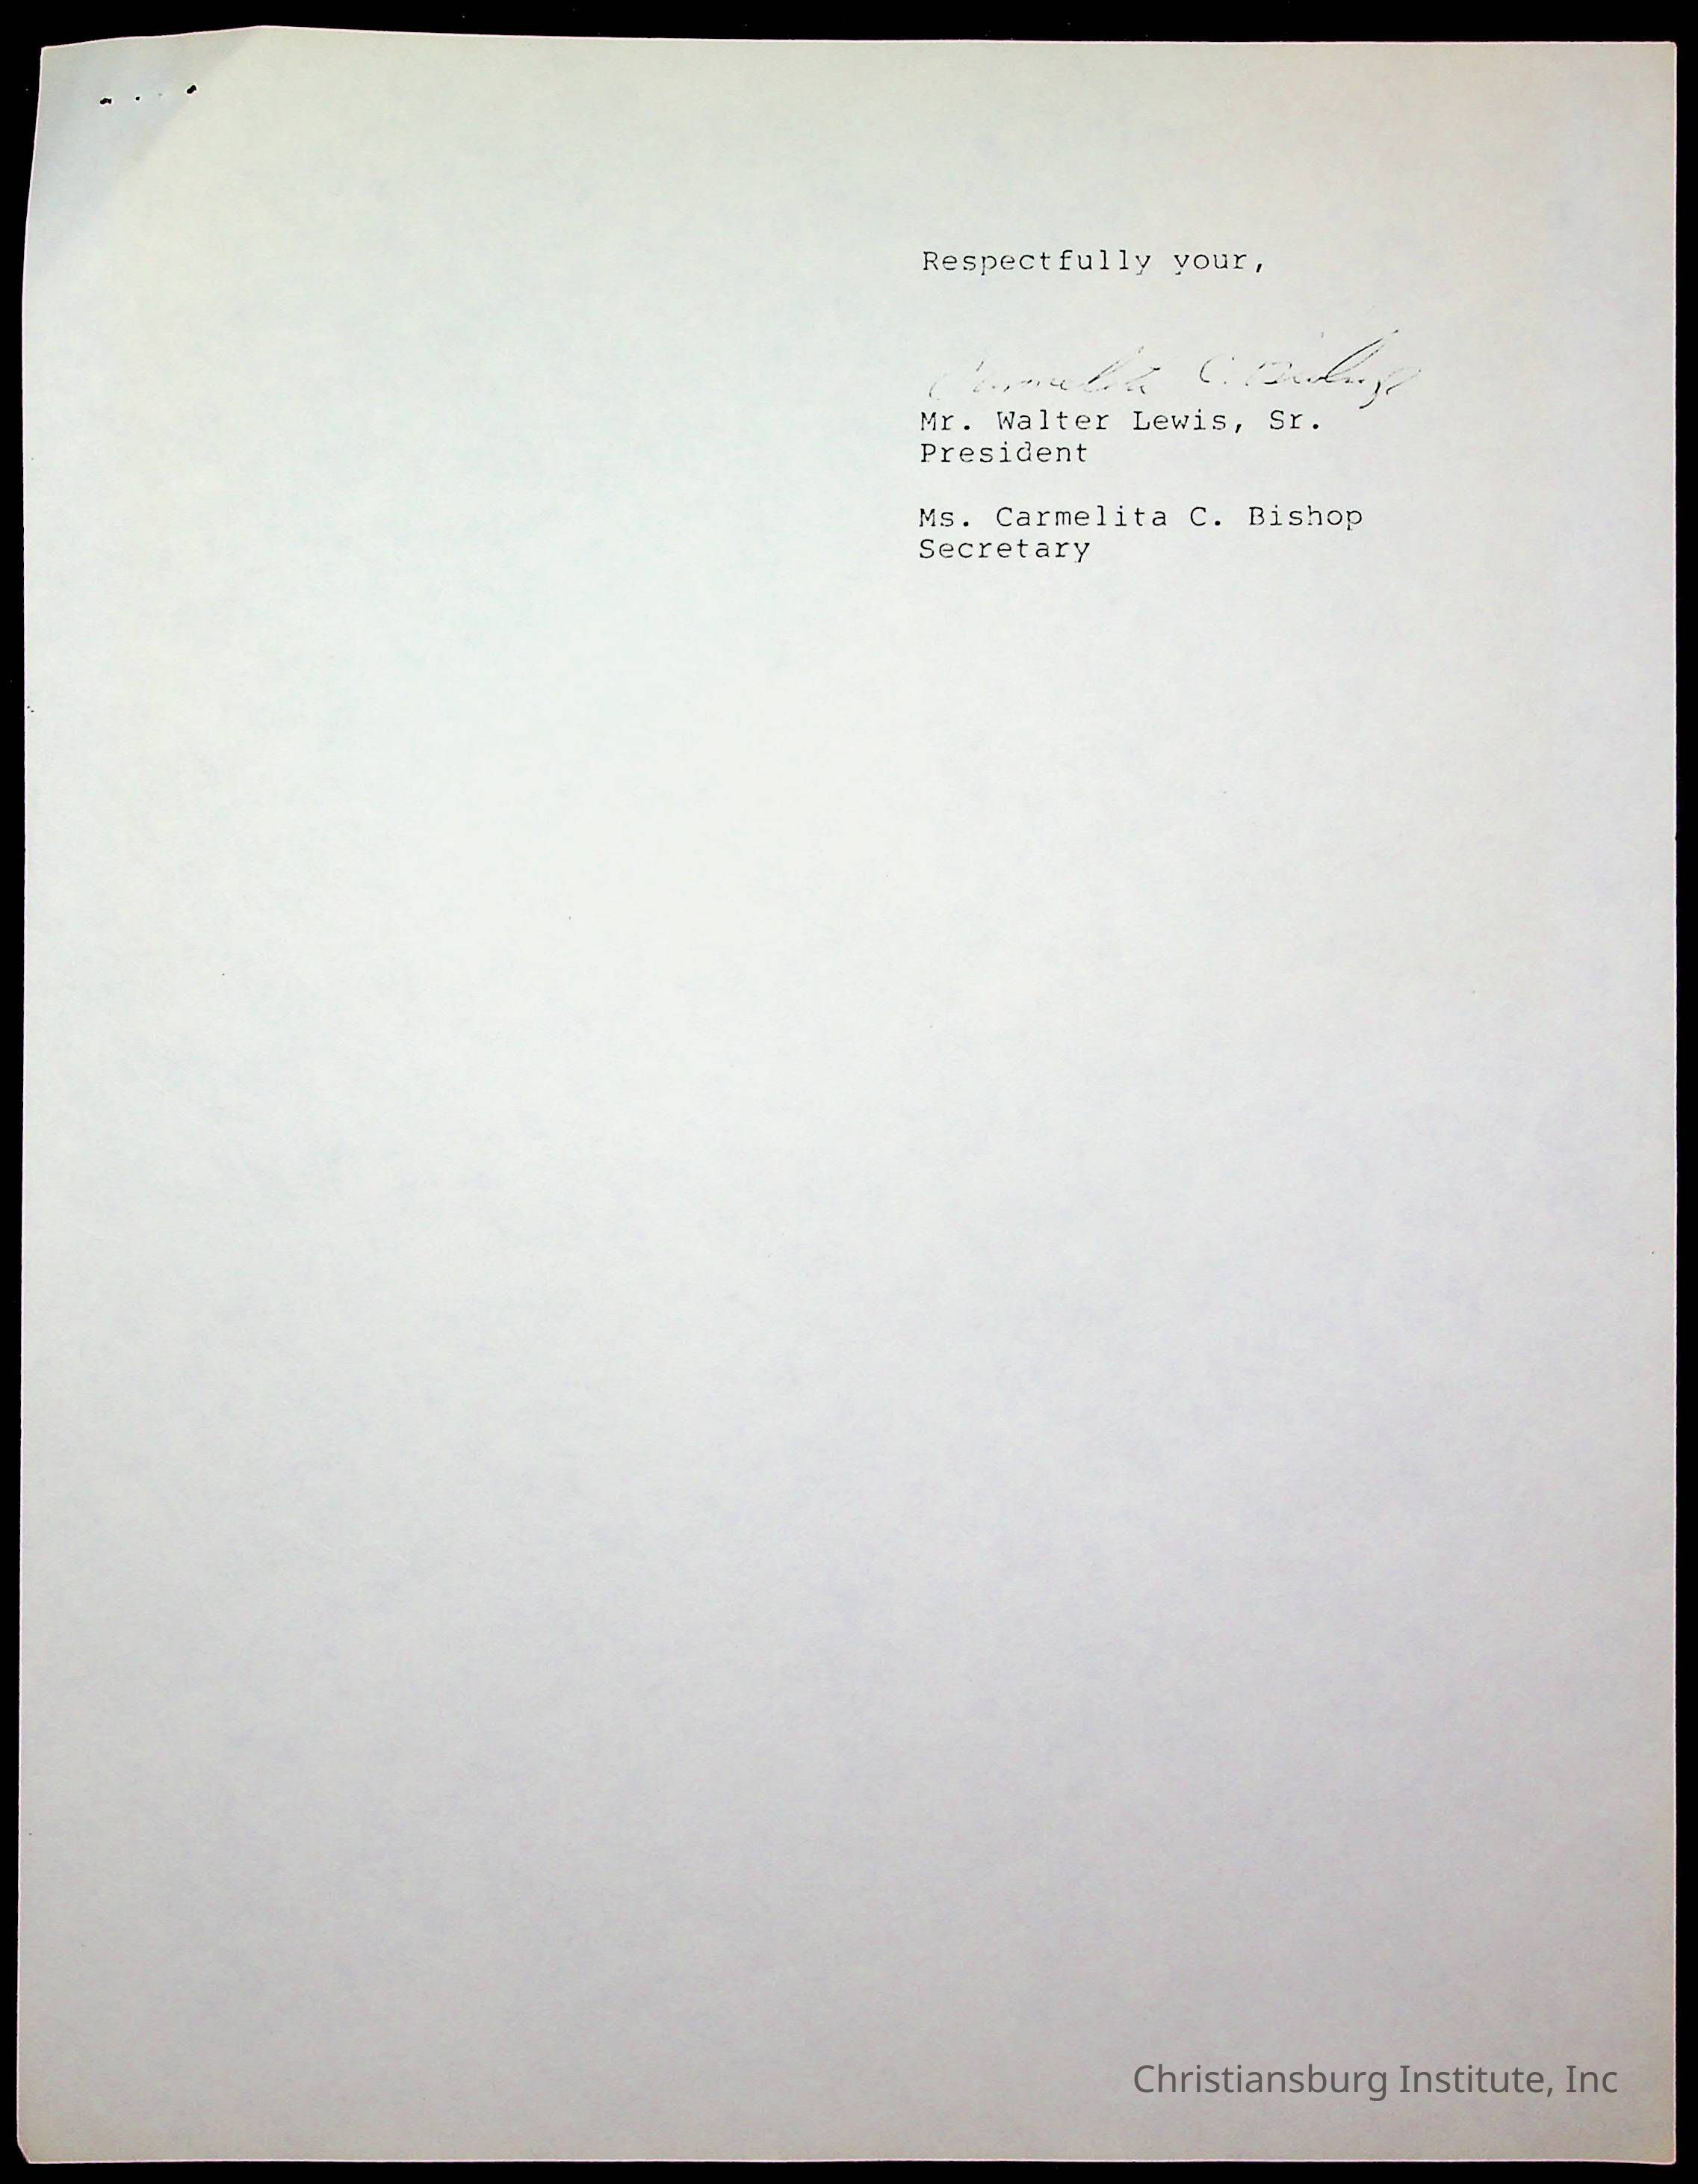 Respectfully your,
Carmelita C. Bishop
Mr. Walter Lewis, Sr.
President
Ms. Carmelita C. Bishop
Secretary
Christiansburg Institute, Inc